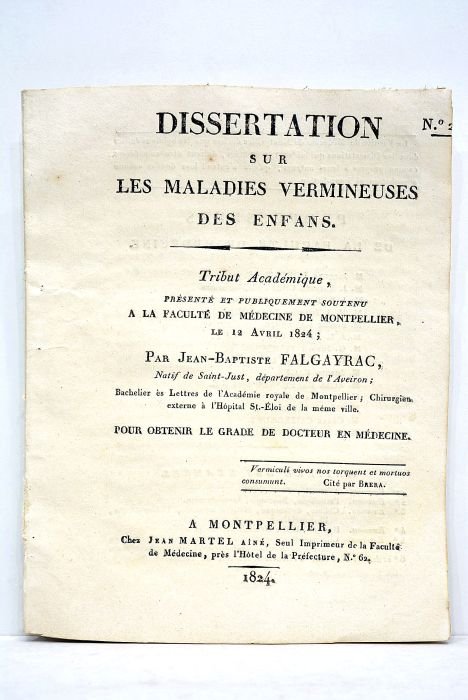 DISSERTATION N.º
SUR
LES MALADIES VERMINEUSES
DES ENFANS.
Tribut Académique,
PRÉSENTÉ ET PUBLIQUEMENT SOUTENU
A LA FACULTÉ DE MÉDECINE DE MONTPELLIER,
LE 12 AVRIL 1824;
PAR JEAN-BAPTISTE FALGAYRAC,
Natif de Saint-Just, département de l'Aveiron;
Bachelier ès Lettres de l'Académie royale de Montpellier; Chirurgien
externe à l'Hôpital St.-Éloi de la même ville.
POUR OBTENIR LE GRADE DE DOCTEUR EN MÉDECINE.
Vermiculi vivos nos torquent et mortuos
consumunt. Cité par BRERA.
A MONTPELLIER,
Chez JEAN MARTEL AÎNÉ, Seul Imprimeur de la Faculté
de Médecine, près l'Hôtel de la Préfecture, N.º 62.
1824.